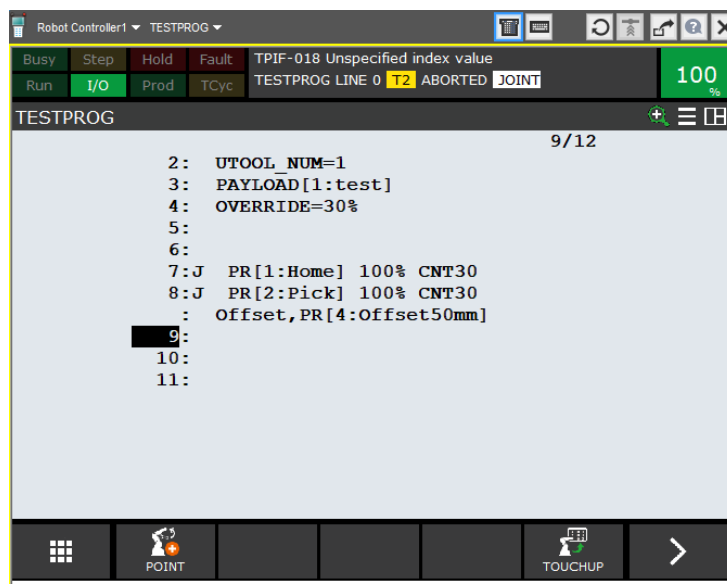 Robot Controller1 TESTPROG
Busy Step Hold Fault TPIF-018 Unspecified index value
Run I/O Prod TCyc TESTPROG LINE 0 T2 ABORTED JOINT 100 %
TESTPROG
9/12
2: UTOOL_NUM=1
3: PAYLOAD[1:test]
4: OVERRIDE=30%
5:
6:
7:J PR[1:Home] 100% CNT30
8:J PR[2:Pick] 100% CNT30
: Offset,PR[4:Offset50mm]
9:
10:
11:
POINT TOUCHUP